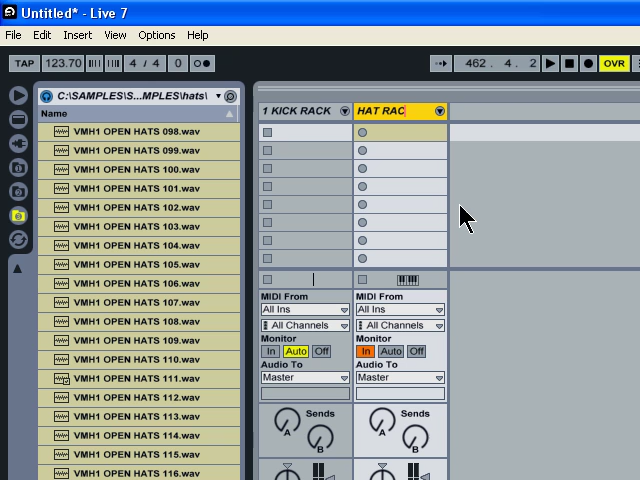 Untitled* - Live 7
File Edit Insert View Options Help
TAP 123.70 4 / 4 0 462 . 4 . 2 OVR
C:\SAMPLES\S...MPLES\hats\
Name
1 KICK RACK HAT RAC
VMH1 OPEN HATS 098.wav
VMH1 OPEN HATS 099.wav
VMH1 OPEN HATS 100.wav
VMH1 OPEN HATS 101.wav
VMH1 OPEN HATS 102.wav
VMH1 OPEN HATS 103.wav
VMH1 OPEN HATS 104.wav
VMH1 OPEN HATS 105.wav
VMH1 OPEN HATS 106.wav
VMH1 OPEN HATS 107.wav
VMH1 OPEN HATS 108.wav
VMH1 OPEN HATS 109.wav
VMH1 OPEN HATS 110.wav
VMH1 OPEN HATS 111.wav
VMH1 OPEN HATS 112.wav
VMH1 OPEN HATS 113.wav
VMH1 OPEN HATS 114.wav
VMH1 OPEN HATS 115.wav
VMH1 OPEN HATS 116.wav
MIDI From MIDI From
All Ins All Ins
All Channels All Channels
Monitor Monitor
In Auto Off In Auto Off
Audio To Audio To
Master Master
Sends Sends
A B A B